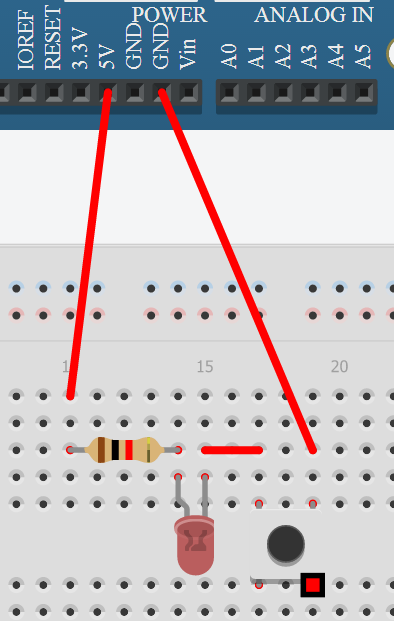 POWER ANALOG IN
IOREF RESET 3.3V 5V GND GND Vin A0 A1 A2 A3 A4 A5
15 20